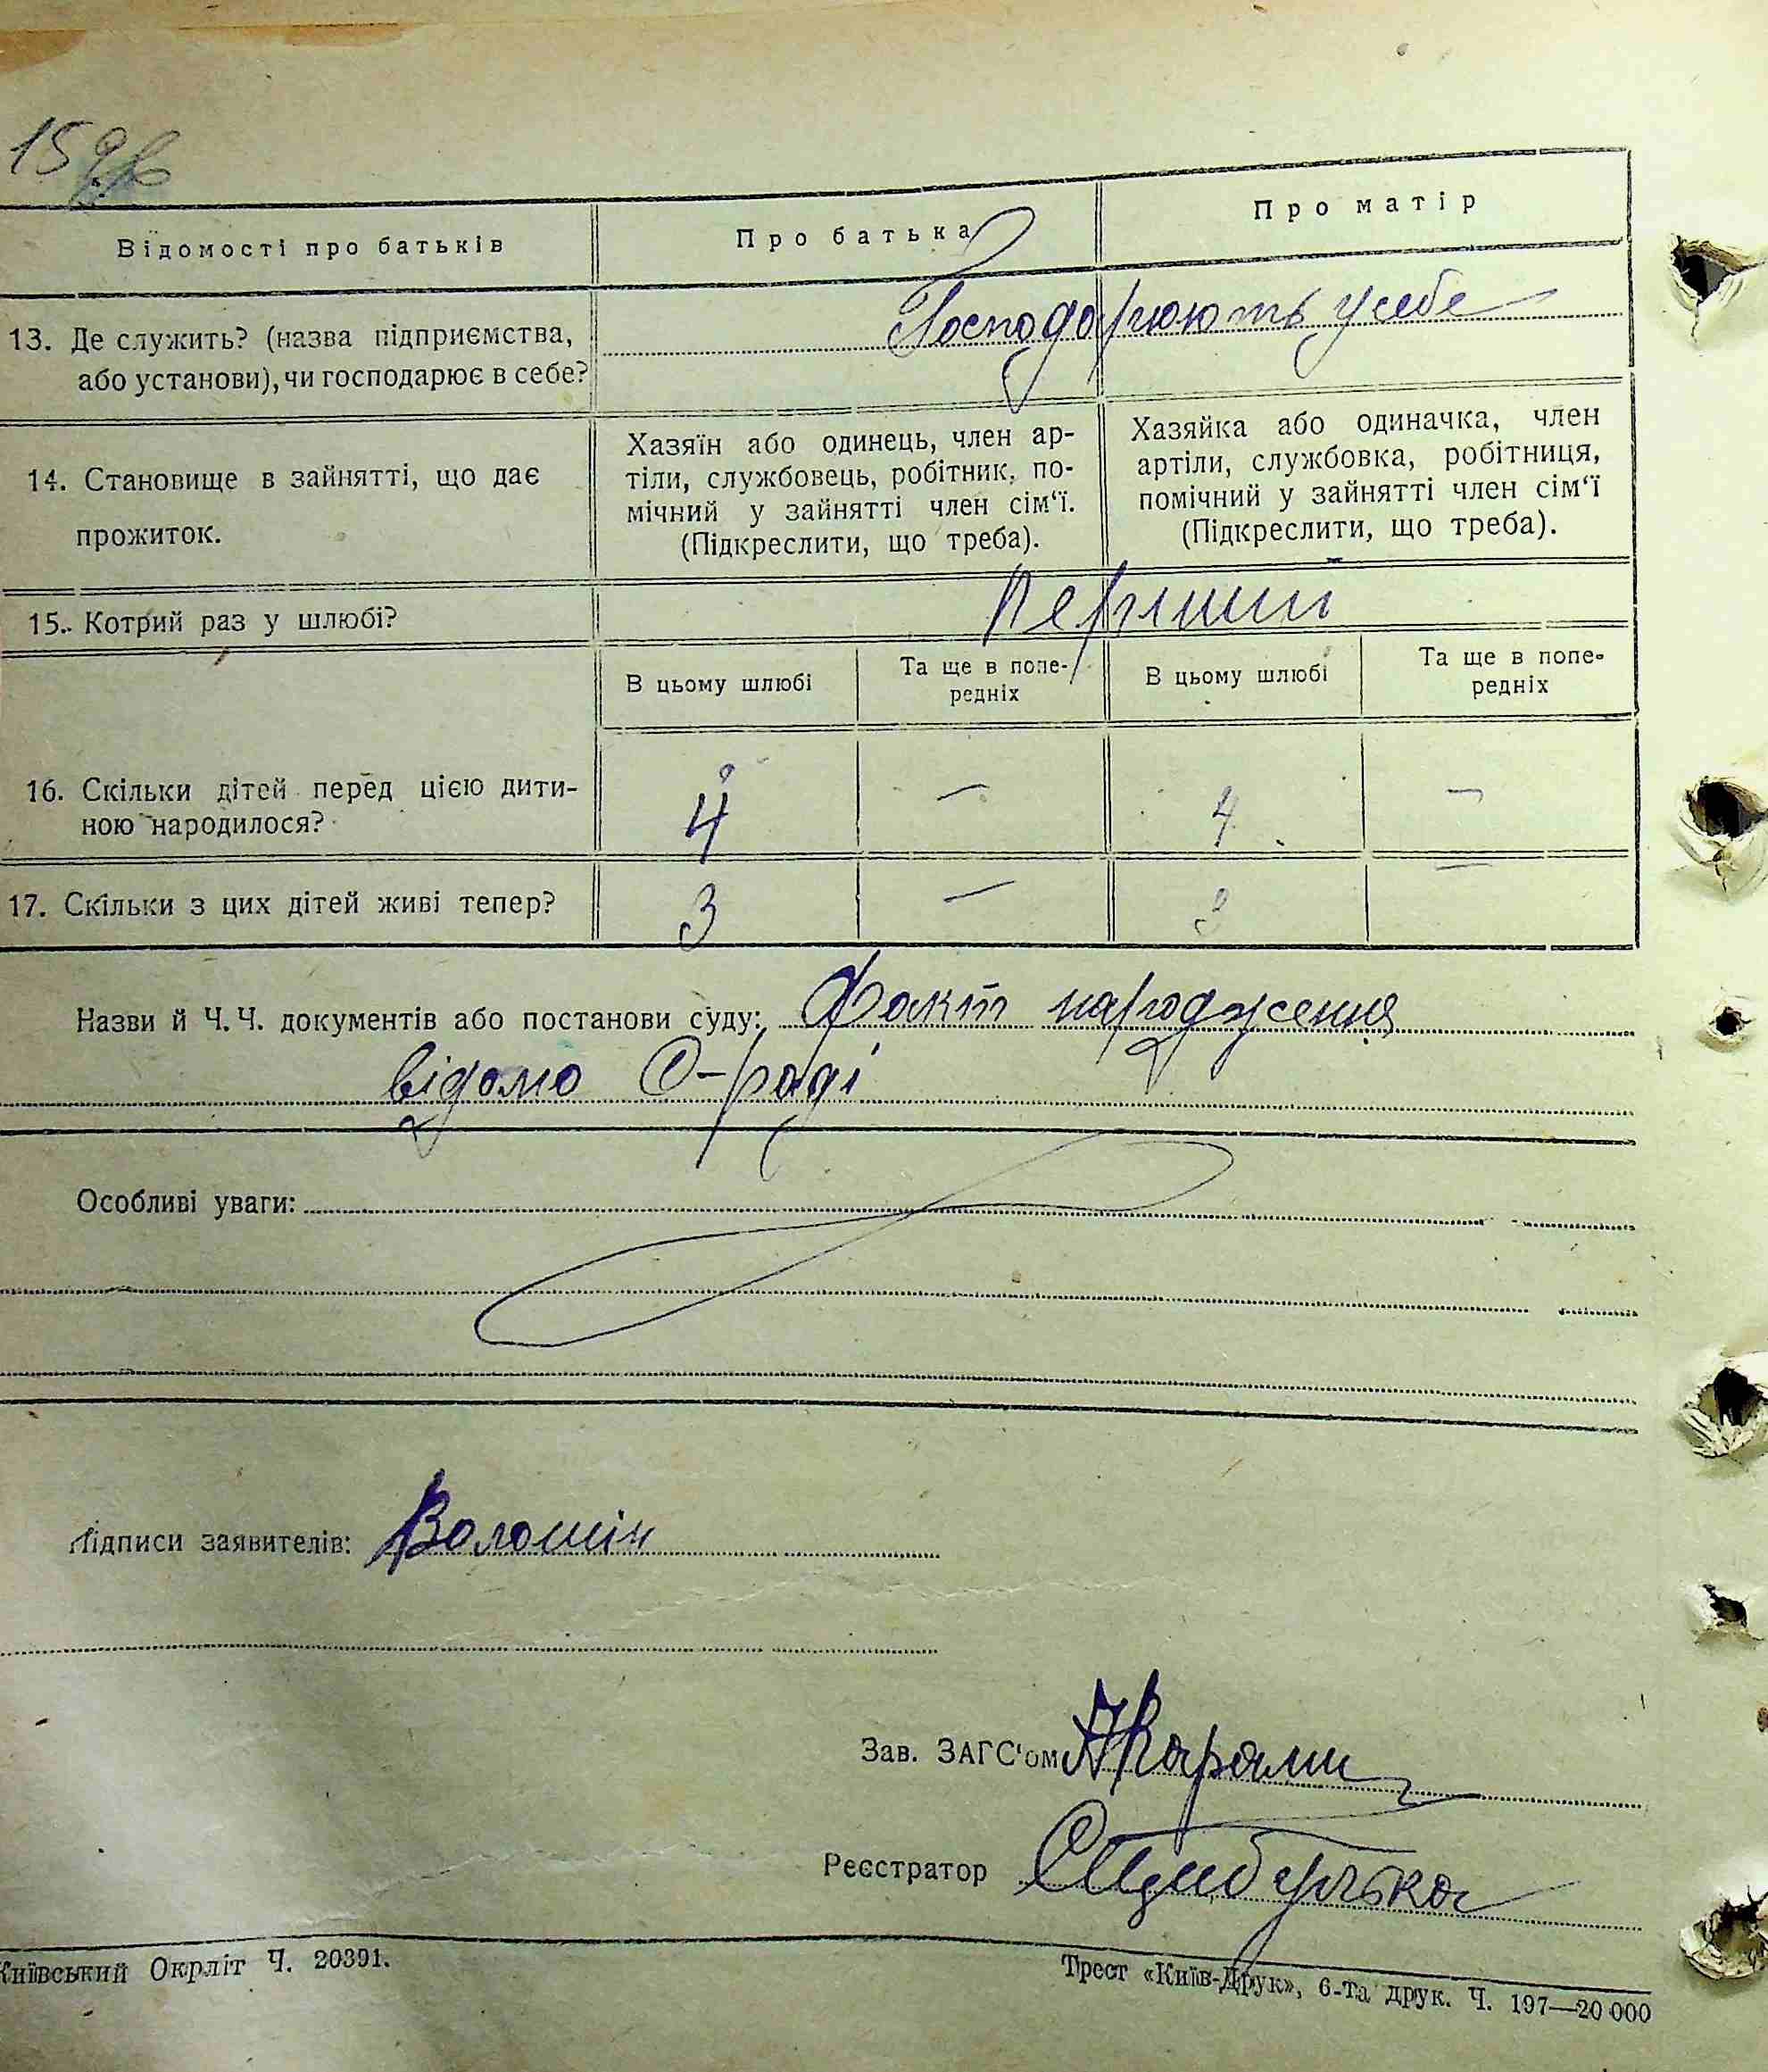 159
Відомості про батьків
Про батька
Про матір
13. Де служить? (назва підприємства,
або установи), чи господарює в себе?
Господорюють у себе
14. Становище в зайнятті, що дає
прожиток.
Хазяїн або одинець, член ар-
тіли, службовець, робітник, по-
мічний у зайнятті член сім‘ї.
(Підкреслити, що треба).
Хазяйка або одиначка, член
артіли, службовка, робітниця,
помічний у зайнятті член сім‘ї
(Підкреслити, що треба).
15. Котрий раз у шлюбі?
Перший
В цьому шлюбі
Та ще в попе-
редніх
В цьому шлюбі
Та ще в попе-
редніх
16. Скільки дітей перед цією дити-
ною народилося?
4 — 4 —
17. Скільки з цих дітей живі тепер?
3 — 3 —
Назви й Ч. Ч. документів або постанови суду: Факт народження
відомо С-раді
Особливі уваги:
Підписи заявителів: Волошін
Зав. ЗАГС‘ом
Реєстратор
Київський Окрліт Ч. 20391.
Трест «Київ-Друк», 6-та друк. Ч. 197—20 000